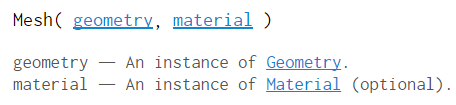 Mesh( geometry, material )
geometry — An instance of Geometry.
material — An instance of Material (optional).